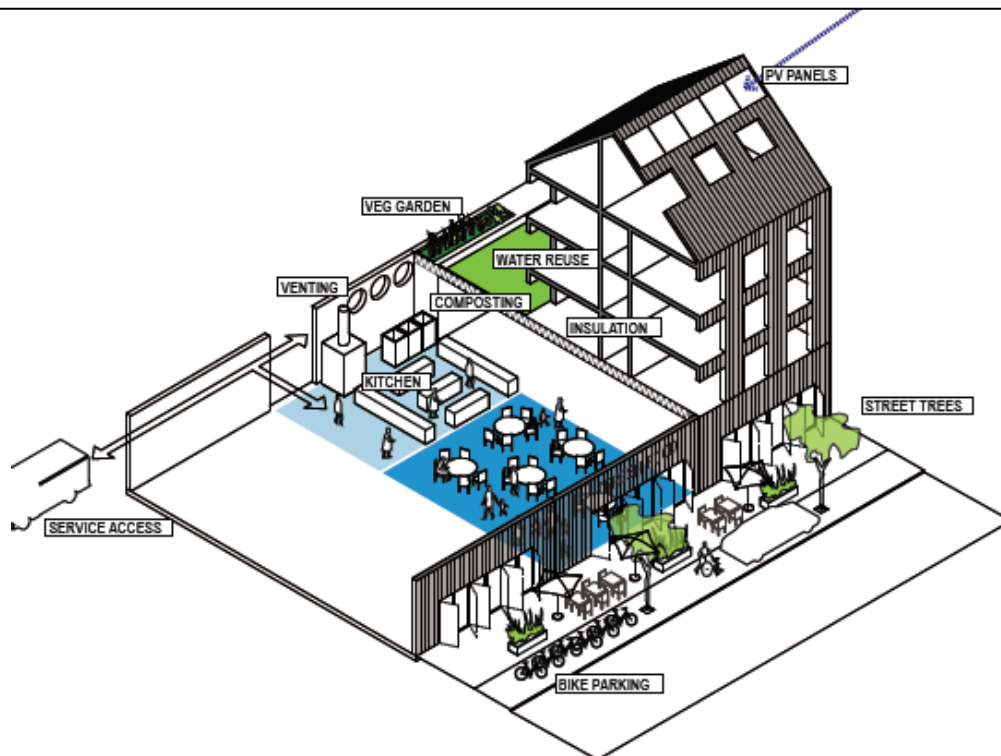 PV PANELS
VEG GARDEN
WATER REUSE
VENTING
COMPOSTING
INSULATION
KITCHEN
STREET TREES
SERVICE ACCESS
BIKE PARKING